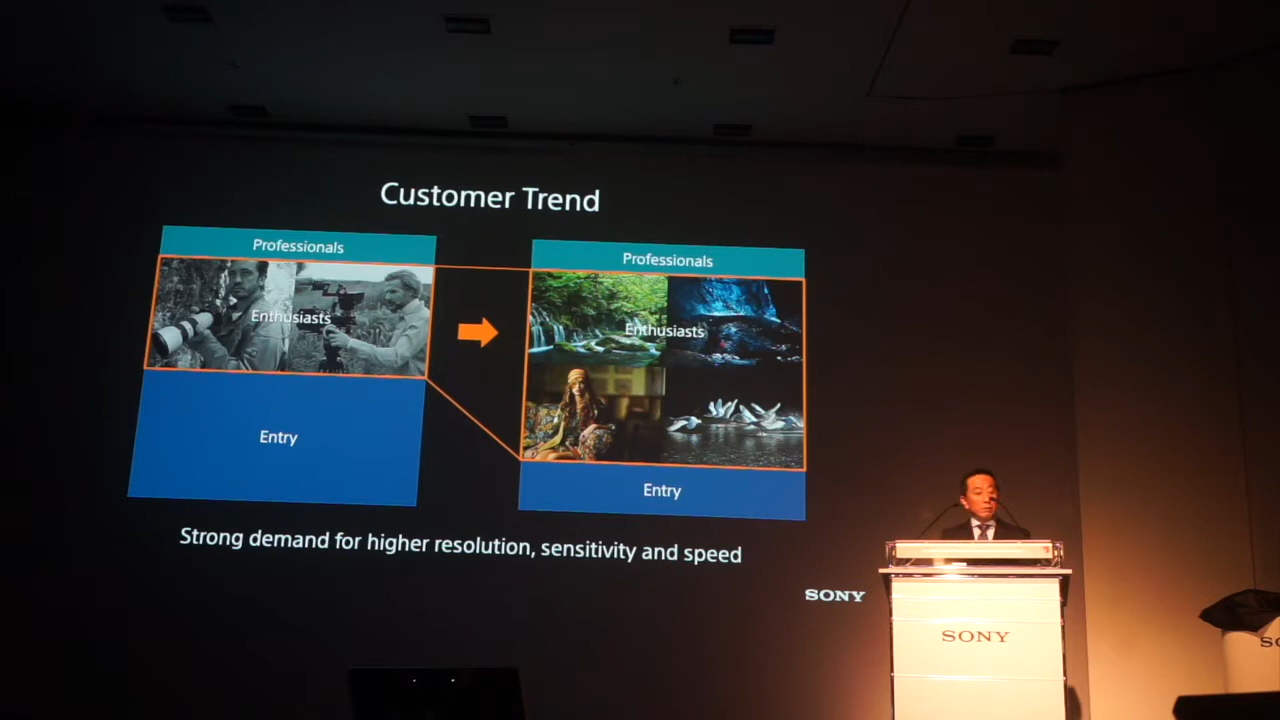 Customer Trend
Professionals
Enthusiasts
Entry
Professionals
Enthusiasts
Entry
Strong demand for higher resolution, sensitivity and speed
SONY
SONY